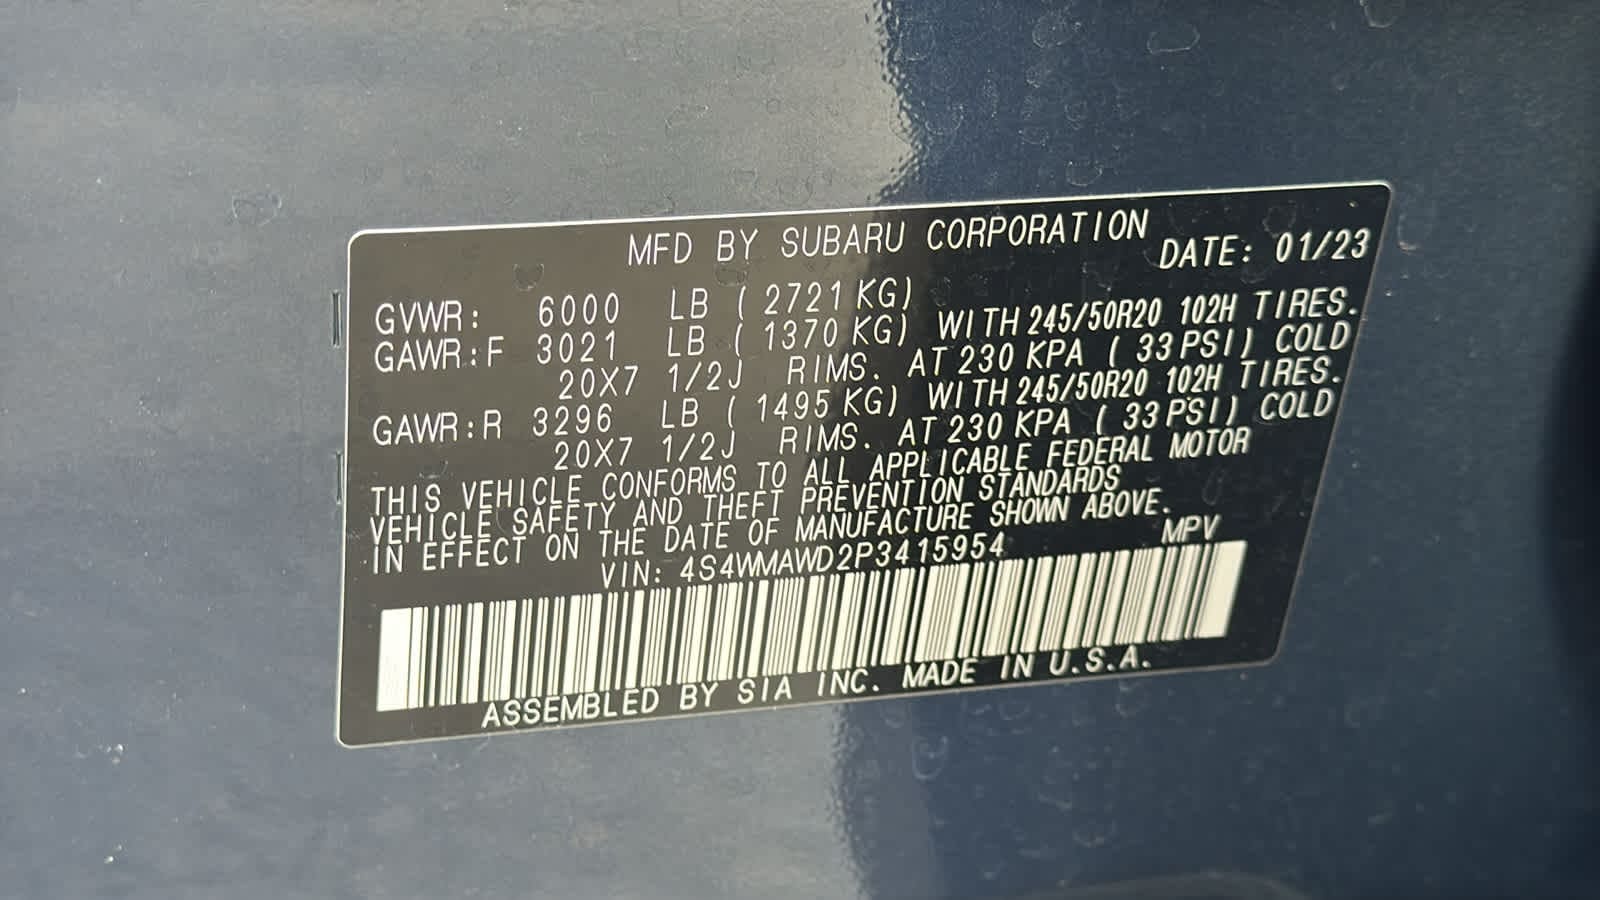 MFD BY SUBARU CORPORATION DATE: 01/23
GVWR: 6000 LB ( 2721 KG)
GAWR:F 3021 LB ( 1370 KG) WITH 245/50R20 102H TIRES.
20X7 1/2J RIMS. AT 230 KPA ( 33 PSI) COLD
GAWR:R 3296 LB ( 1495 KG) WITH 245/50R20 102H TIRES.
20X7 1/2J RIMS. AT 230 KPA ( 33 PSI) COLD
THIS VEHICLE CONFORMS TO ALL APPLICABLE FEDERAL MOTOR
VEHICLE SAFETY AND THEFT PREVENTION STANDARDS
IN EFFECT ON THE DATE OF MANUFACTURE SHOWN ABOVE.
VIN: 4S4WMAWD2P3415954 MPV
ASSEMBLED BY SIA INC. MADE IN U.S.A.